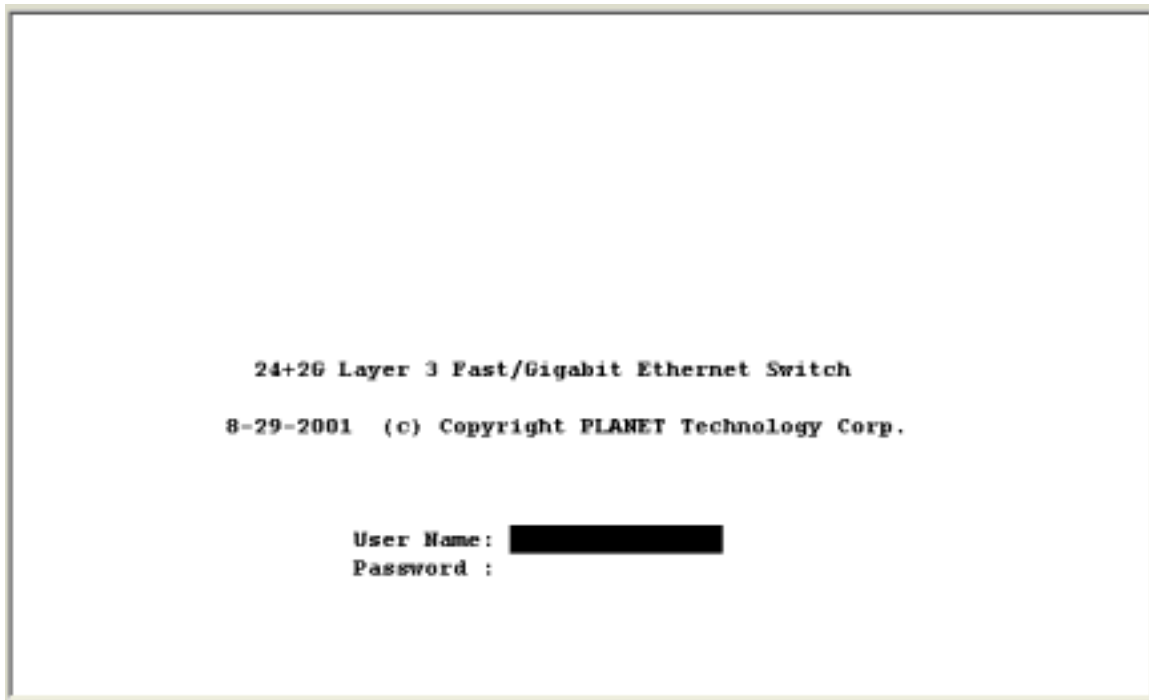 24+2G Layer 3 Fast/Gigabit Ethernet Switch
8-29-2001 (c) Copyright PLANET Technology Corp.
User Name:
Password :